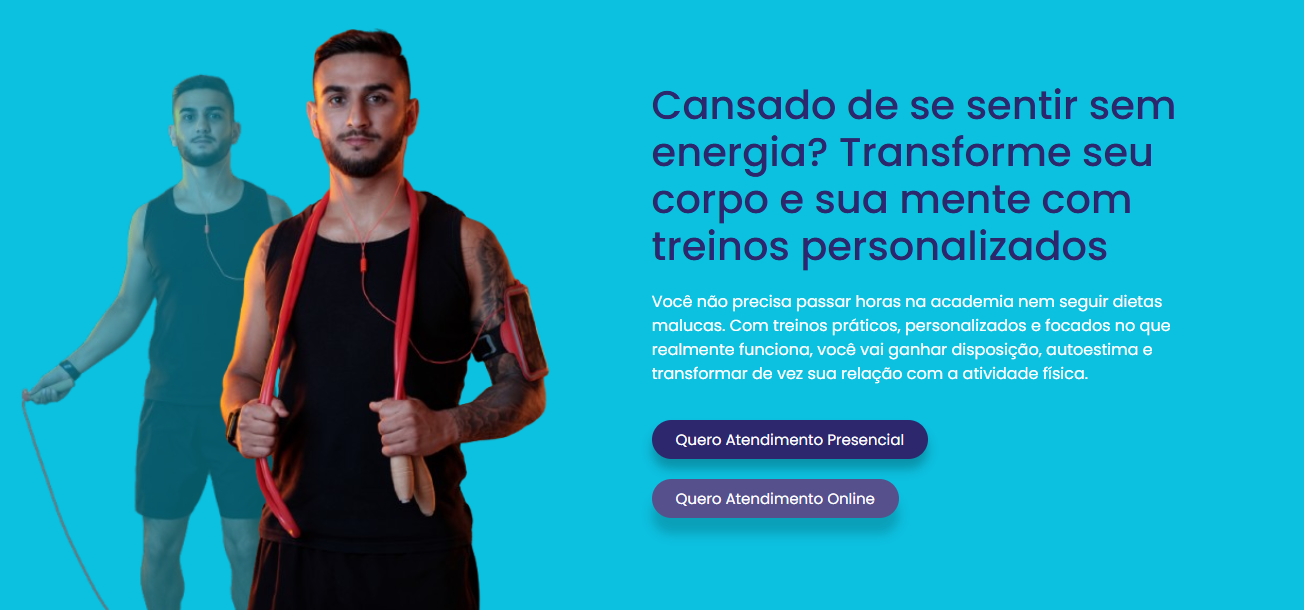 Cansado de se sentir sem
energia? Transforme seu
corpo e sua mente com
treinos personalizados
Você não precisa passar horas na academia nem seguir dietas
malucas. Com treinos práticos, personalizados e focados no que
realmente funciona, você vai ganhar disposição, autoestima e
transformar de vez sua relação com a atividade física.
Quero Atendimento Presencial
Quero Atendimento Online